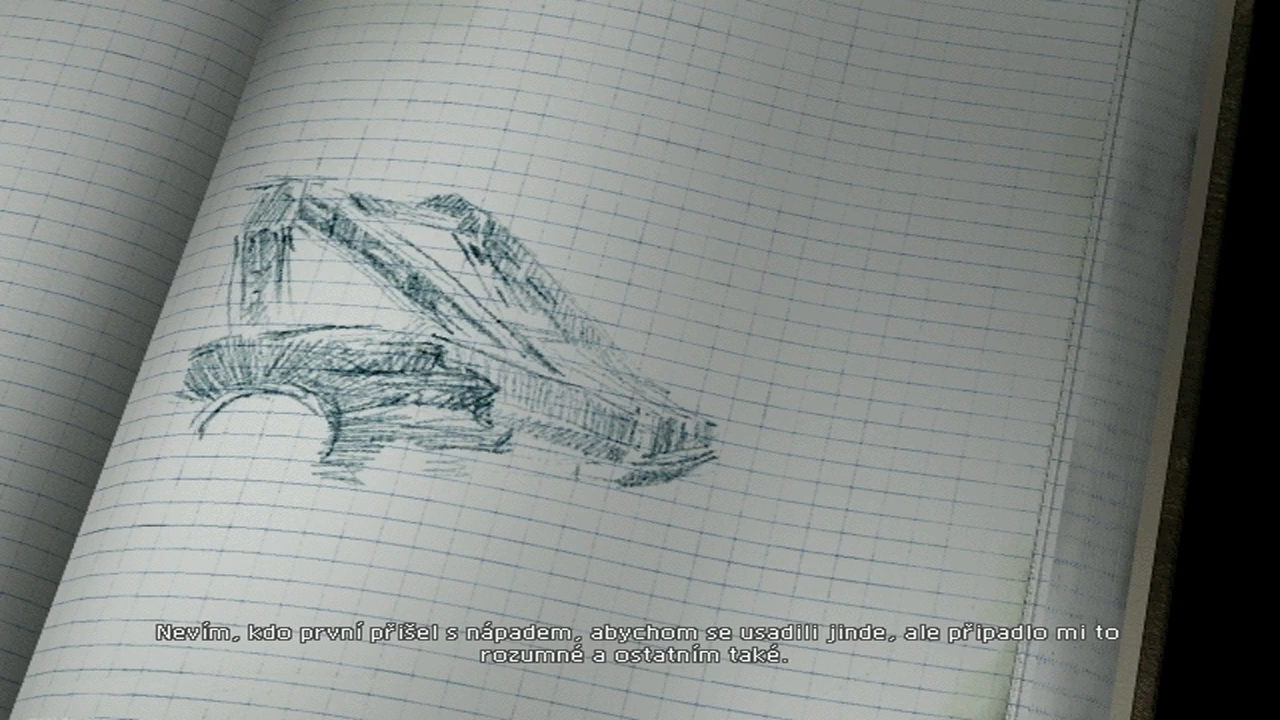 Nevím, kdo první přišel s nápadem, abychom se usadili jinde, ale připadlo mi to
rozumné a ostatním také.